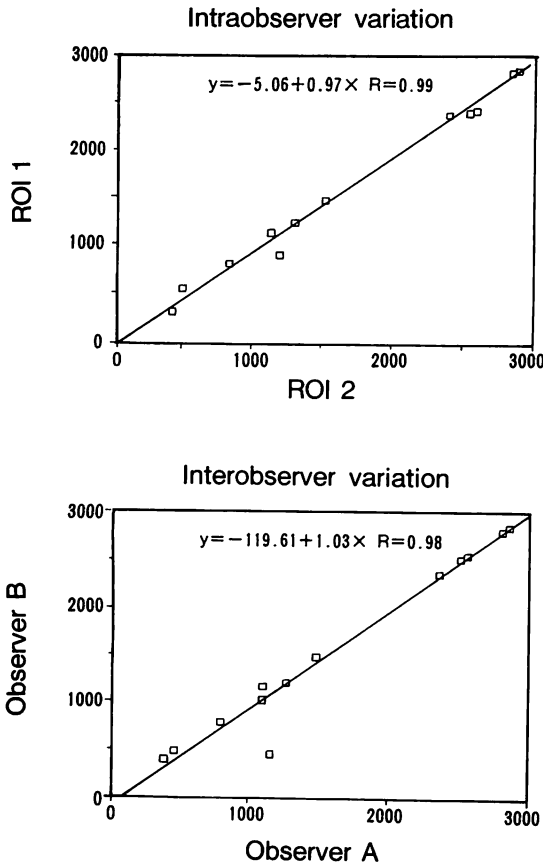 Intraobserver variation
3000
y=−5.06+0.97× R=0.99
2000
ROI 1
1000
0
0 1000 2000 3000
ROI 2
Interobserver variation
3000
y=−119.61+1.03× R=0.98
2000
Observer B
1000
0
0 1000 2000 3000
Observer A